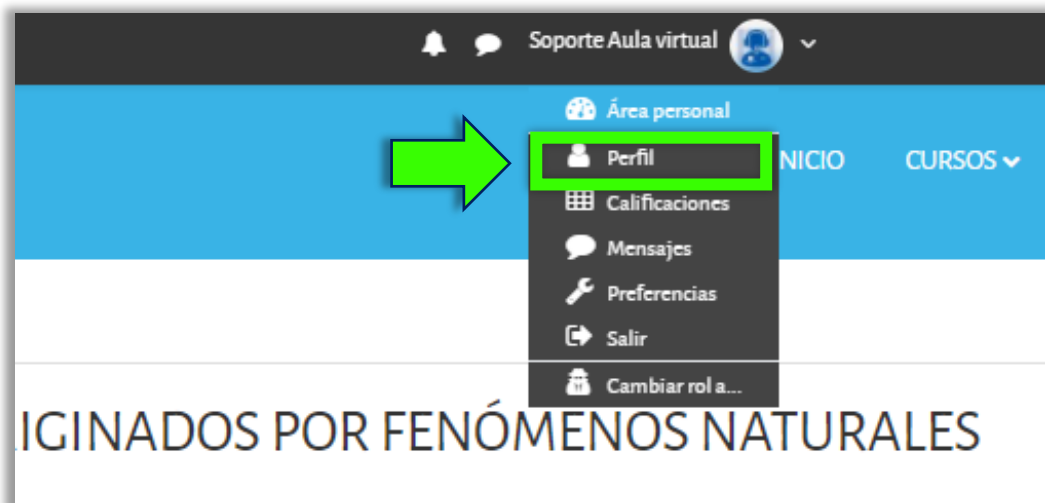 Soporte Aula virtual
Área personal
Perfil
NICIO
CURSOS
Calificaciones
Mensajes
Preferencias
Salir
Cambiar rol a...
IGINADOS POR FENÓMENOS NATURALES